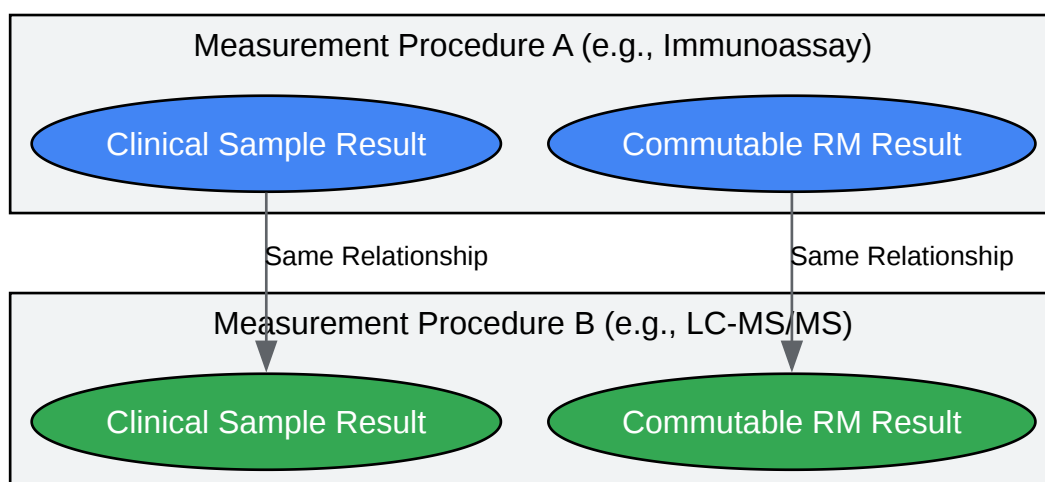 Measurement Procedure A (e.g., Immunoassay)
Clinical Sample Result
Commutable RM Result
Same Relationship
Same Relationship
Measurement Procedure B (e.g., LC-MS/MS)
Clinical Sample Result
Commutable RM Result